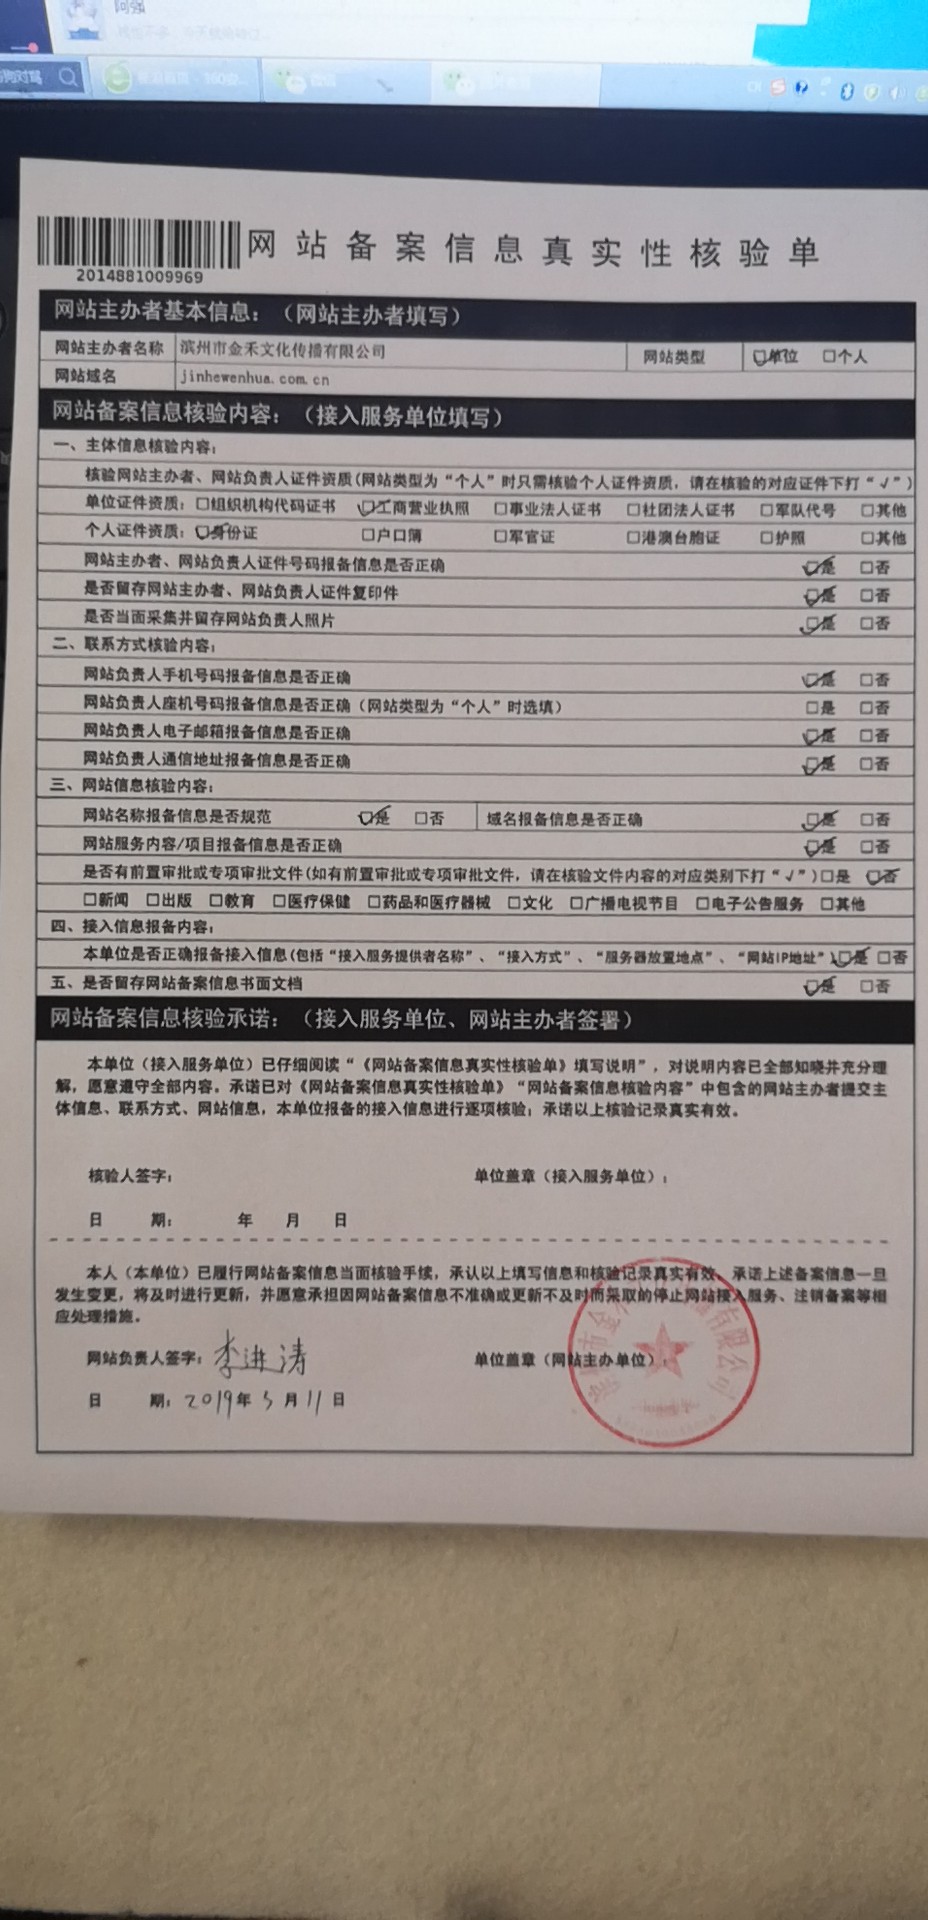 阿强
CH
网站备案信息真实性核验单
2014881009969
网站主办者基本信息：（网站主办者填写）
网站主办者名称 滨州市金禾文化传播有限公司 网站类型 ☑单位 □个人
网站域名 jinhewenhua.com.cn
网站备案信息核验内容：（接入服务单位填写）
一、主体信息核验内容：
核验网站主办者、网站负责人证件资质(网站类型为“个人”时只需核验个人证件资质，请在核验的对应证件下打“√”)
单位证件资质：□组织机构代码证书 ☑工商营业执照 □事业法人证书 □社团法人证书 □军队代号 □其他
个人证件资质：☑身份证 □户口簿 □军官证 □港澳台胞证 □护照 □其他
网站主办者、网站负责人证件号码报备信息是否正确 ☑是 □否
是否留存网站主办者、网站负责人证件复印件 ☑是 □否
是否当面采集并留存网站负责人照片 ☑是 □否
二、联系方式核验内容：
网站负责人手机号码报备信息是否正确 ☑是 □否
网站负责人座机号码报备信息是否正确（网站类型为“个人”时选填） □是 □否
网站负责人电子邮箱报备信息是否正确 ☑是 □否
网站负责人通信地址报备信息是否正确 ☑是 □否
三、网站信息核验内容：
网站名称报备信息是否规范 ☑是 □否 域名报备信息是否正确 ☑是 □否
网站服务内容/项目报备信息是否正确 ☑是 □否
是否有前置审批或专项审批文件(如有前置审批或专项审批文件，请在核验文件内容的对应类别下打“√”)□是 ☑否
□新闻 □出版 □教育 □医疗保健 □药品和医疗器械 □文化 □广播电视节目 □电子公告服务 □其他
四、接入信息报备内容：
本单位是否正确报备接入信息(包括“接入服务提供者名称”、“接入方式”、“服务器放置地点”、“网站IP地址”)☑是 □否
五、是否留存网站备案信息书面文档 ☑是 □否
网站备案信息核验承诺：（接入服务单位、网站主办者签署）
本单位（接入服务单位）已仔细阅读“《网站备案信息真实性核验单》填写说明”，对说明内容已全部知晓并充分理
解，愿意遵守全部内容。承诺已对《网站备案信息真实性核验单》“网站备案信息核验内容”中包含的网站主办者提交主
体信息、联系方式、网站信息，本单位报备的接入信息进行逐项核验；承诺以上核验记录真实有效。
核验人签字： 单位盖章（接入服务单位）：
日 期： 年 月 日
本人（本单位）已履行网站备案信息当面核验手续，承认以上填写信息和核验记录真实有效，承诺上述备案信息一旦
发生变更，将及时进行更新，并愿意承担因网站备案信息不准确或更新不及时而采取的停止网站接入服务、注销备案等相
应处理措施。
网站负责人签字：李进涛 单位盖章（网站主办单位）：
日 期：2019年3月11日